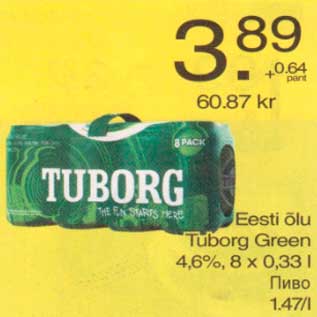 3.89
+0.64
pant
60.87 kr
8 PACK
TUBORG
THE FUN STARTS HERE
Eesti õlu
Tuborg Green
4,6%, 8 x 0,33 l
Пиво
1.47/l